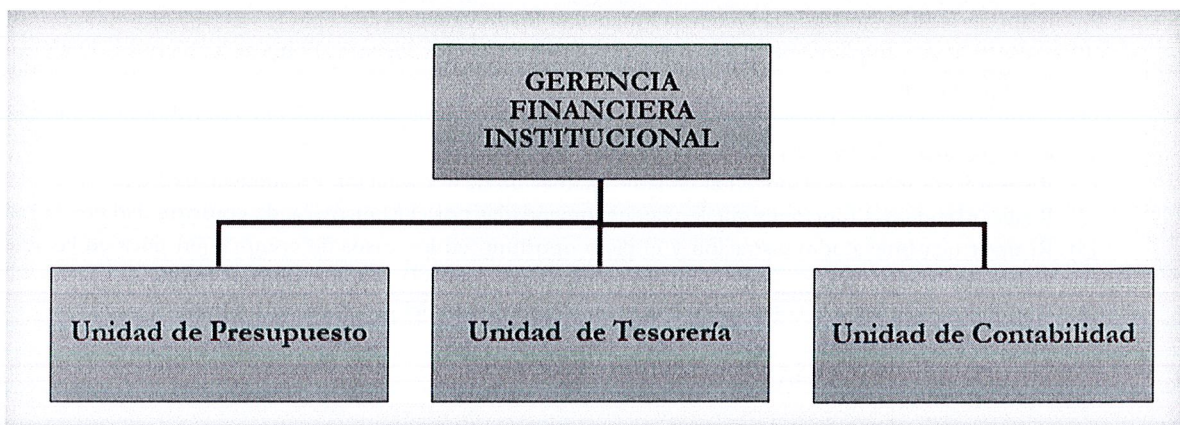 GERENCIA
FINANCIERA
INSTITUCIONAL
Unidad de Presupuesto
Unidad de Tesorería
Unidad de Contabilidad